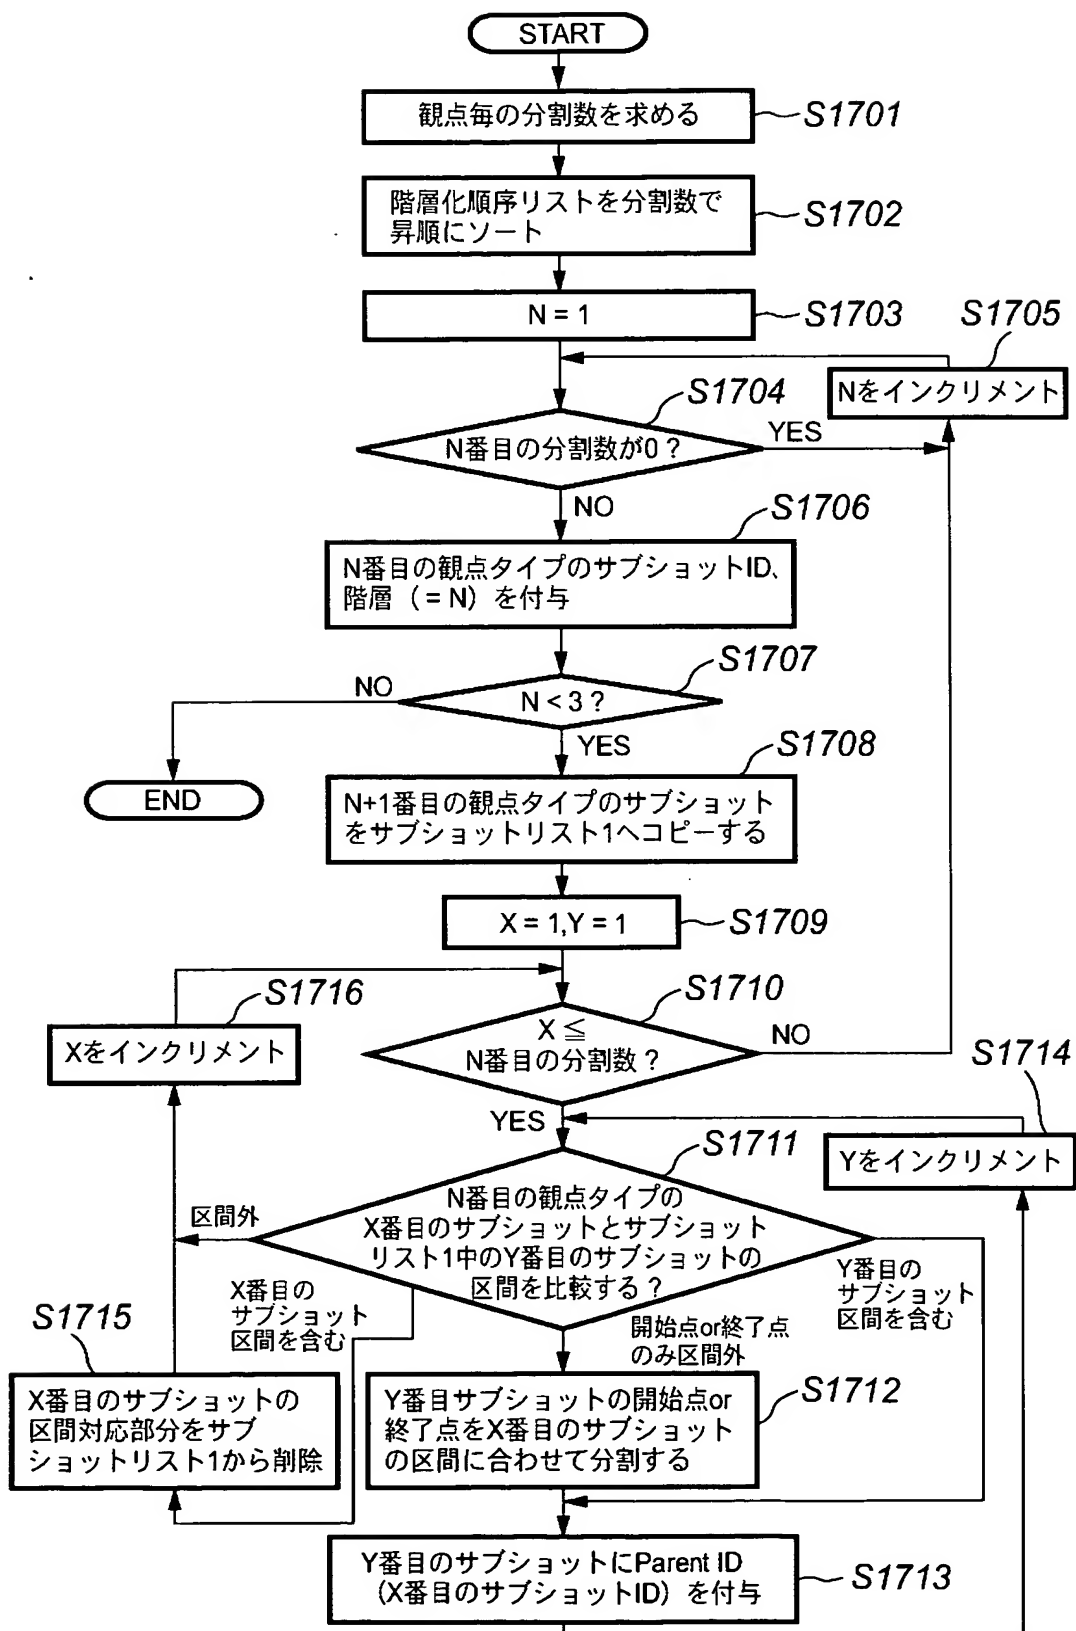 START
観点毎の分割数を求める
S1701
階層化順序リストを分割数で
昇順にソート
S1702
N = 1
S1703
S1705
Nをインクリメント
S1704
N番目の分割数が0？
YES
NO
S1706
N番目の観点タイプのサブショットID、
階層（= N）を付与
S1707
NO
N < 3？
YES
END
S1708
N+1番目の観点タイプのサブショット
をサブショットリスト1へコピーする
X = 1,Y = 1
S1709
S1716
Xをインクリメント
S1710
X ≦
N番目の分割数？
NO
YES
S1714
Yをインクリメント
S1711
N番目の観点タイプの
X番目のサブショットとサブショット
リスト1中のY番目のサブショットの
区間を比較する？
区間外
X番目の
サブショット
区間を含む
開始点or終了点
のみ区間外
Y番目の
サブショット
区間を含む
S1715
X番目のサブショットの
区間対応部分をサブ
ショットリスト1から削除
S1712
Y番目サブショットの開始点or
終了点をX番目のサブショット
の区間に合わせて分割する
Y番目のサブショットにParent ID
（X番目のサブショットID）を付与
S1713